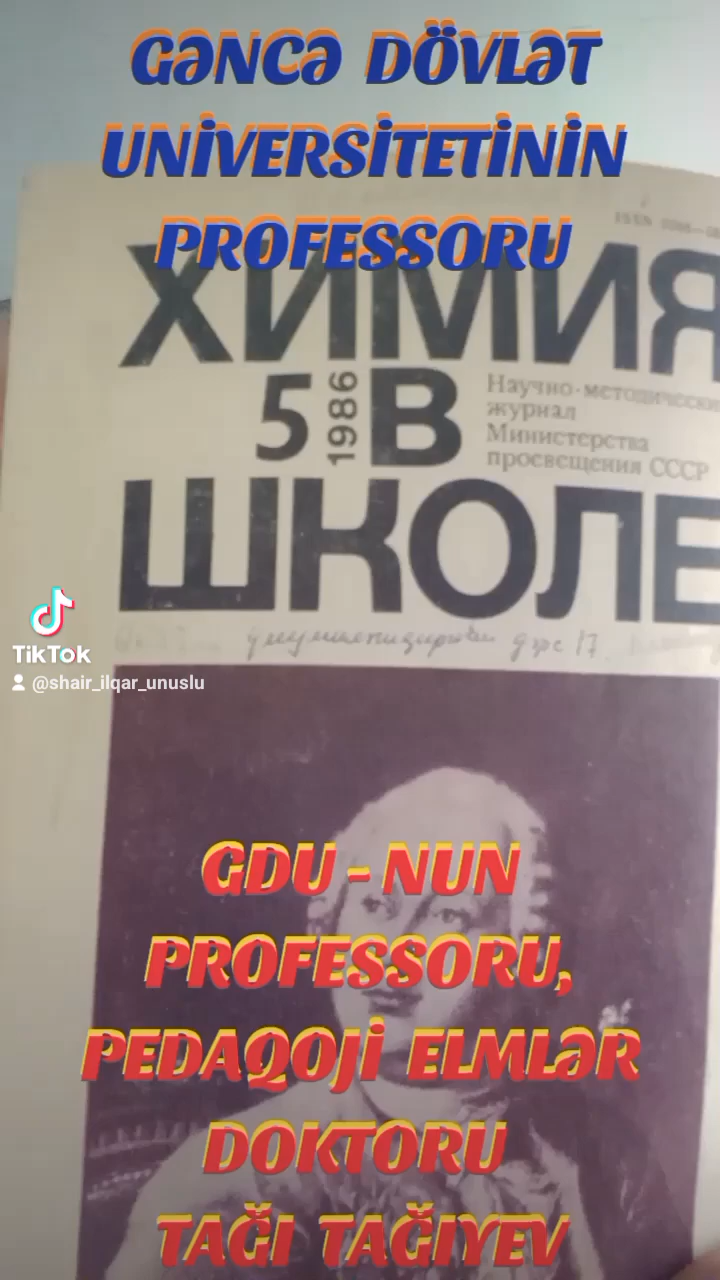 GƏNCƏ DÖVLƏT
UNİVERSİTETİNİN
PROFESSORU
ХИМИЯ
5 1986 В
Научно-методически
журнал
Министерства
просвещения СССР
ШКОЛЕ
TikTok
@shair_ilqar_unuslu
GDU - NUN
PROFESSORU,
PEDAQOJİ ELMLƏR
DOKTORU
TAĞI TAĞIYEV